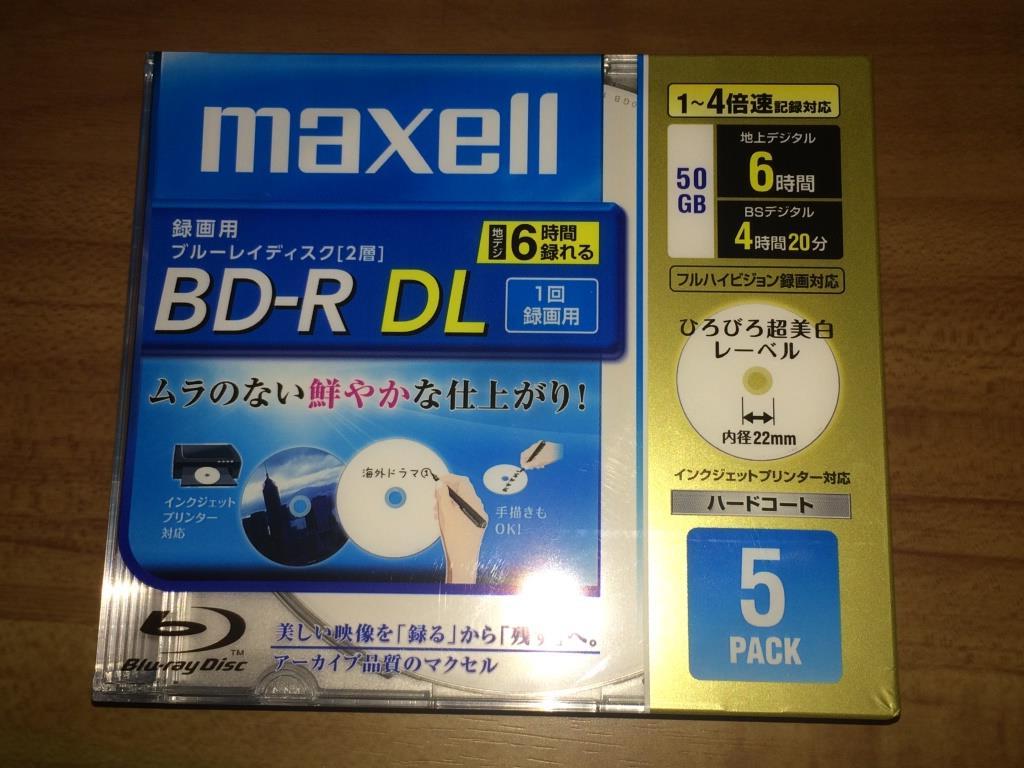 maxell
録画用
ブルーレイディスク[2層]
BD-R DL
地デジ 6時間録れる
1回録画用
ムラのない鮮やかな仕上がり!
インクジェット
プリンター
対応
海外ドラマ①
手描きも
OK!
Blu-ray Disc
TM
美しい映像を「録る」から「残す」へ。
アーカイブ品質のマクセル
1~4倍速記録対応
50
GB
地上デジタル
6時間
BSデジタル
4時間20分
フルハイビジョン録画対応
ひろびろ超美白
レーベル
内径22mm
インクジェットプリンター対応
ハードコート
5
PACK